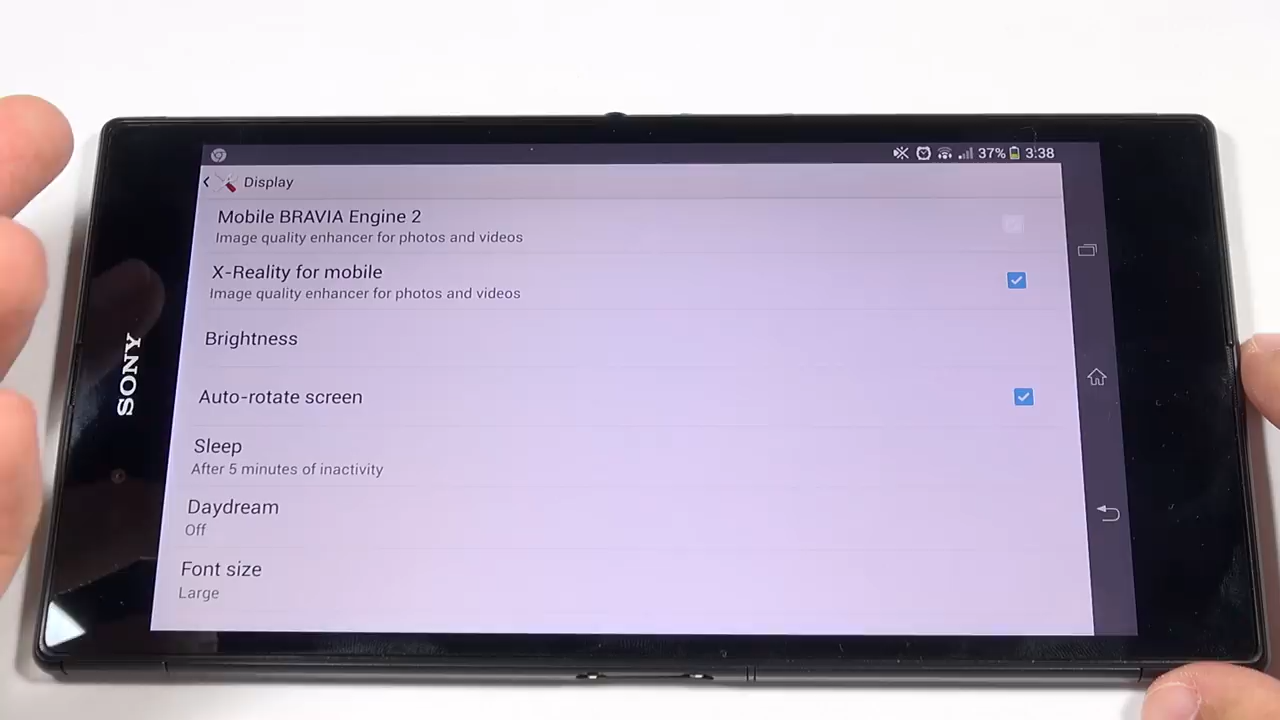 37% 3:38
Display
Mobile BRAVIA Engine 2
Image quality enhancer for photos and videos
X-Reality for mobile
Image quality enhancer for photos and videos
Brightness
Auto-rotate screen
Sleep
After 5 minutes of inactivity
Daydream
Off
Font size
Large
SONY